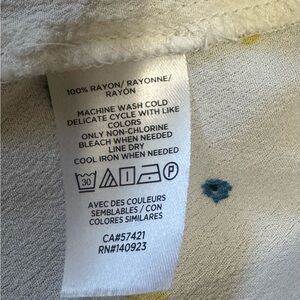 100% RAYON/ RAYONNE/
RAYÓN
MACHINE WASH COLD
DELICATE CYCLE WITH LIKE
COLORS
ONLY NON-CHLORINE
BLEACH WHEN NEEDED
LINE DRY
COOL IRON WHEN NEEDED
30 P
AVEC DES COULEURS
SEMBLABLES / CON
COLORES SIMILARES
CA#57421
RN#140923